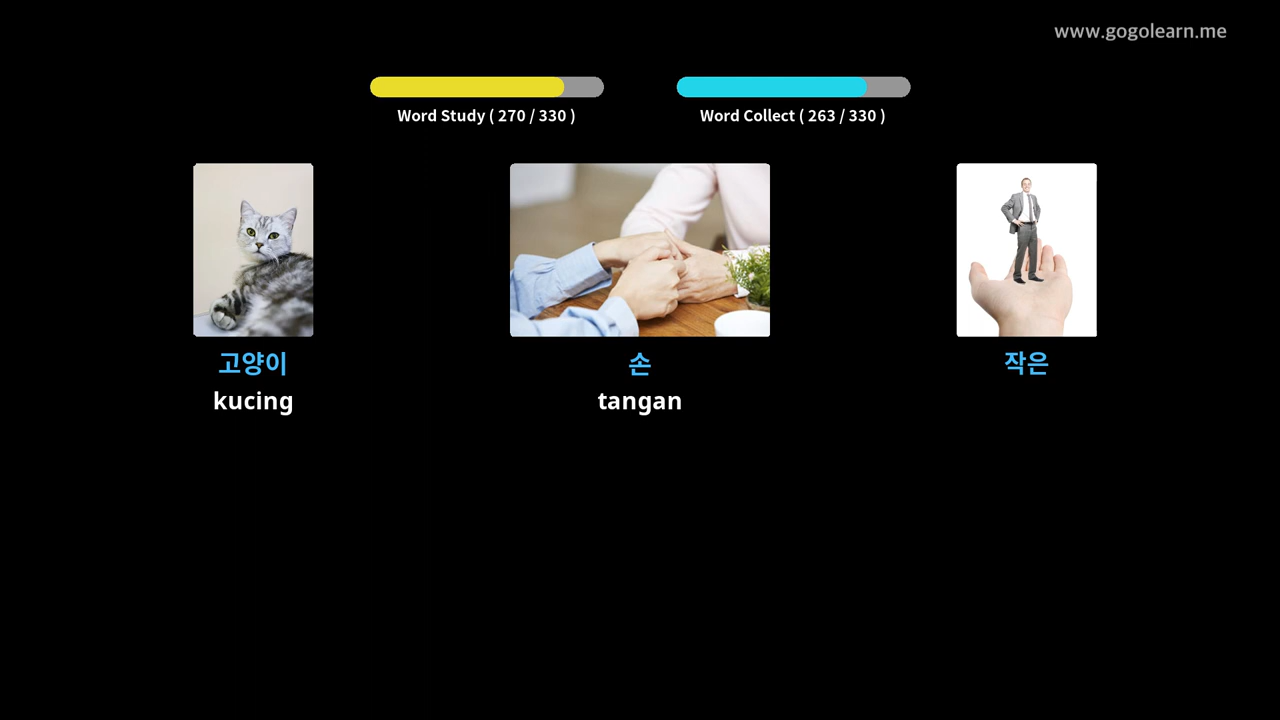 www.gogolearn.me
Word Study ( 270 / 330 )
Word Collect ( 263 / 330 )
고양이
손
작은
kucing
tangan